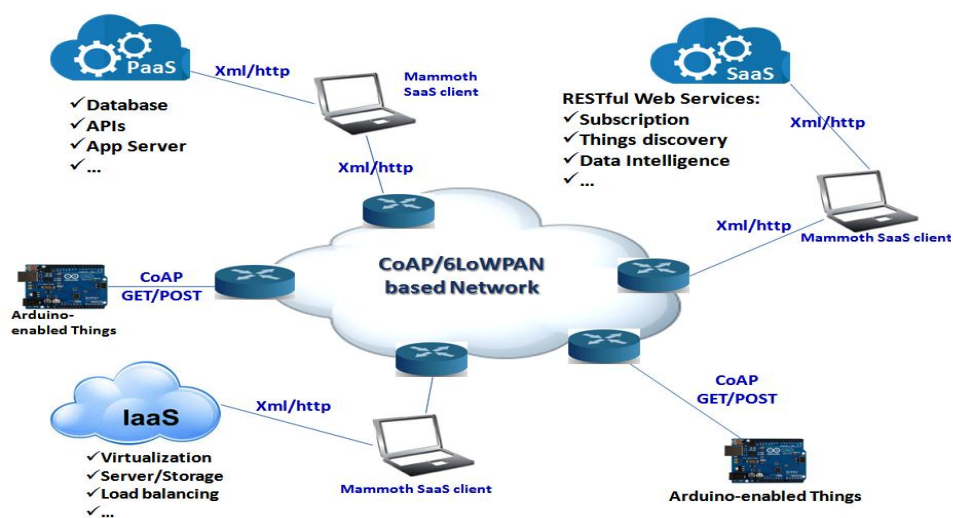 PaaS
Xml/http
Mammoth
SaaS client
✓Database
✓APIs
✓App Server
✓...
Xml/http
SaaS
RESTful Web Services:
✓Subscription
✓Things discovery
✓Data Intelligence
✓...
Xml/http
Xml/http
Mammoth SaaS client
CoAP/6LoWPAN
based Network
CoAP
GET/POST
Arduino-
enabled Things
IaaS
Xml/http
✓Virtualization
✓Server/Storage
✓Load balancing
✓...
Mammoth SaaS client
CoAP
GET/POST
Arduino-enabled Things